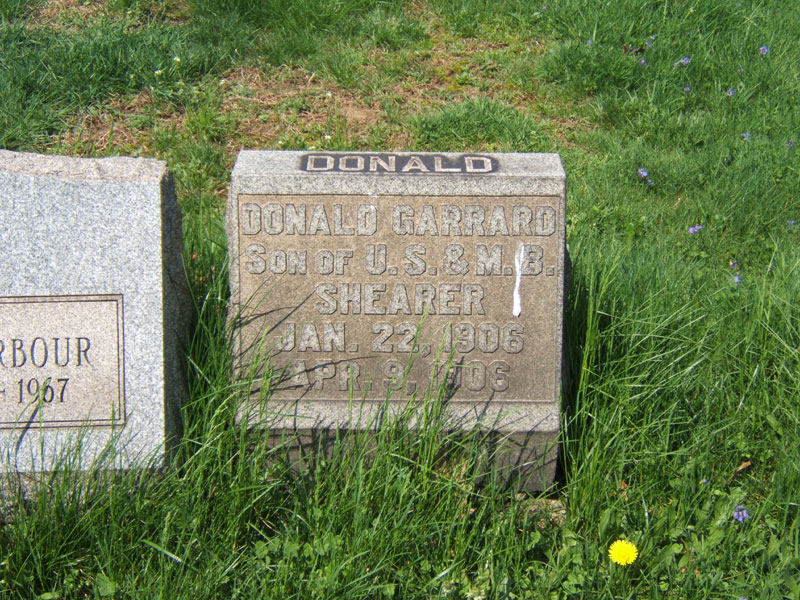 DONALD
DONALD GARRARD
SON OF U.S. & M.B.
SHEARER
JAN. 22, 1906
APR. 9, 1906
RBOUR
- 1967